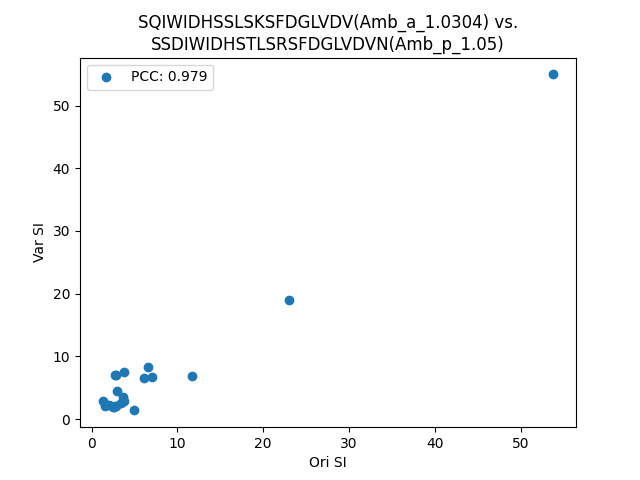 SQIWIDHSSLSKSFDGLVDV(Amb_a_1.0304) vs.
SSDIWIDHSTLSRSFDGLVDVN(Amb_p_1.05)
PCC: 0.979
50
40
30
20
10
0
Var SI
0 10 20 30 40 50
Ori SI